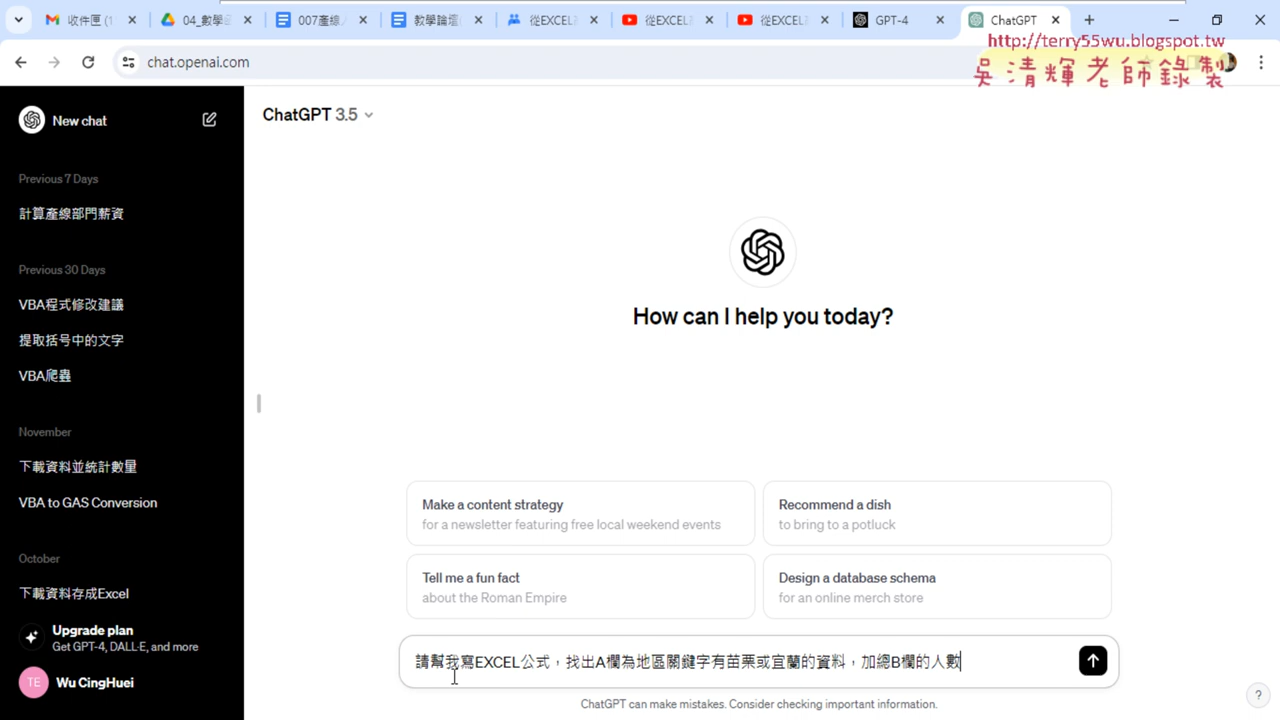 收件匣 (1
04_數學
007產線
教學論壇
從EXCEL
從EXCEL
從EXCEL
GPT-4
ChatGPT
http://terry55wu.blogspot.tw
chat.openai.com
吳清輝老師錄製
New chat
ChatGPT 3.5
Previous 7 Days
計算產線部門薪資
Previous 30 Days
VBA程式修改建議
提取括号中的文字
VBA爬蟲
November
下載資料並統計數量
VBA to GAS Conversion
October
下載資料存成Excel
Upgrade plan
Get GPT-4, DALL·E, and more
TE
Wu CingHuei
How can I help you today?
Make a content strategy
for a newsletter featuring free local weekend events
Recommend a dish
to bring to a potluck
Tell me a fun fact
about the Roman Empire
Design a database schema
for an online merch store
請幫我寫EXCEL公式，找出A欄為地區關鍵字有苗栗或宜蘭的資料，加總B欄的人數
ChatGPT can make mistakes. Consider checking important information.
?